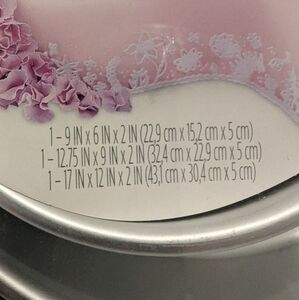 1 – 9 IN x 6 IN x 2 IN (22,9 cm x 15,2 cm x 5 cm)
1 – 12.75 IN x 9 IN x 2 IN (32,4 cm x 22,9 cm x 5 cm)
1 – 17 IN x 12 IN x 2 IN (43,1 cm x 30,4 cm x 5 cm)